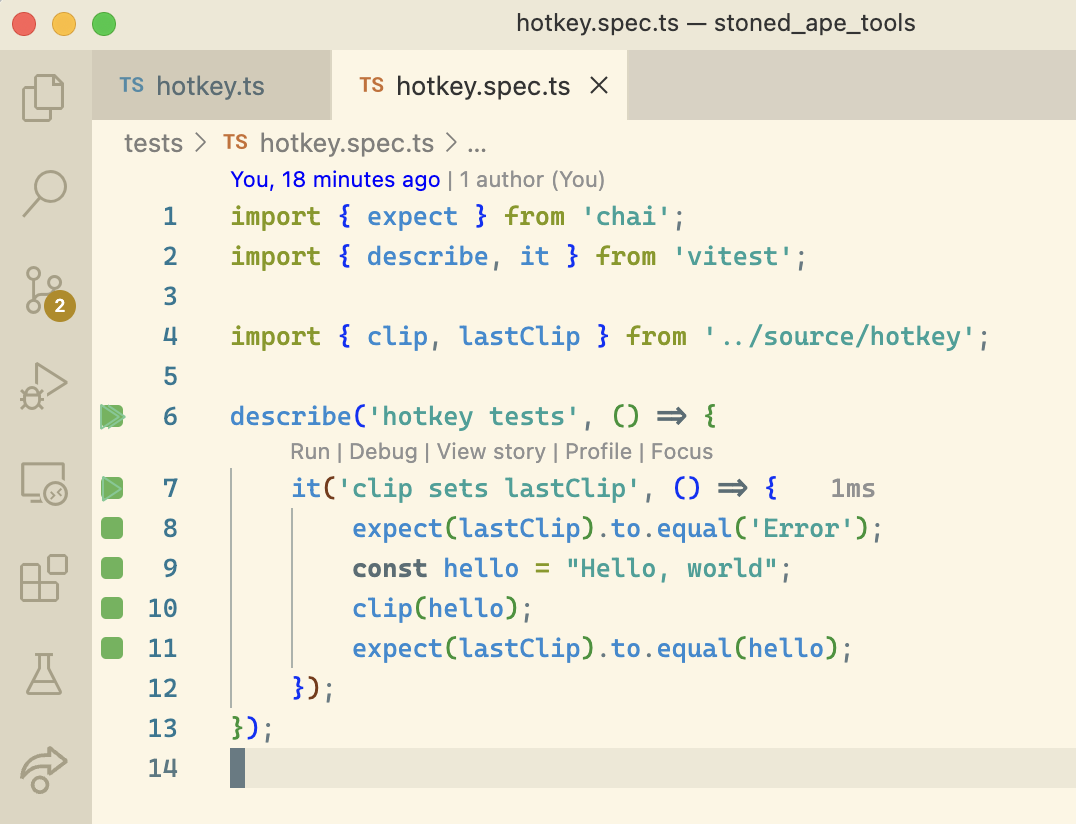 hotkey.spec.ts — stoned_ape_tools
TS hotkey.ts TS hotkey.spec.ts
tests > TS hotkey.spec.ts > ...
You, 18 minutes ago | 1 author (You)
1 import { expect } from 'chai';
2 import { describe, it } from 'vitest';
3
4 import { clip, lastClip } from '../source/hotkey';
5
6 describe('hotkey tests', () => {
Run | Debug | View story | Profile | Focus
7 it('clip sets lastClip', () => { 1ms
8 expect(lastClip).to.equal('Error');
9 const hello = "Hello, world";
10 clip(hello);
11 expect(lastClip).to.equal(hello);
12 });
13 });
14
2